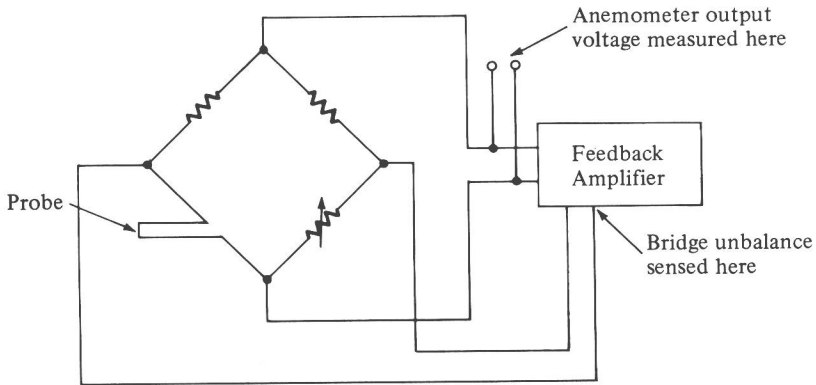 Anemometer output
voltage measured here
Feedback
Amplifier
Probe
Bridge unbalance
sensed here